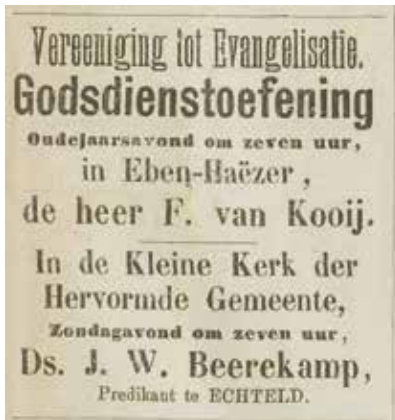 Vereeniging tot Evangelisatie.
Godsdienstoefening
Oudejaarsavond om zeven uur,
in Eben-Haëzer,
de heer F. van Kooij.
In de Kleine Kerk der
Hervormde Gemeente,
Zondagavond om zeven uur,
Ds. J. W. Beerekamp,
Predikant te ECHTELD.